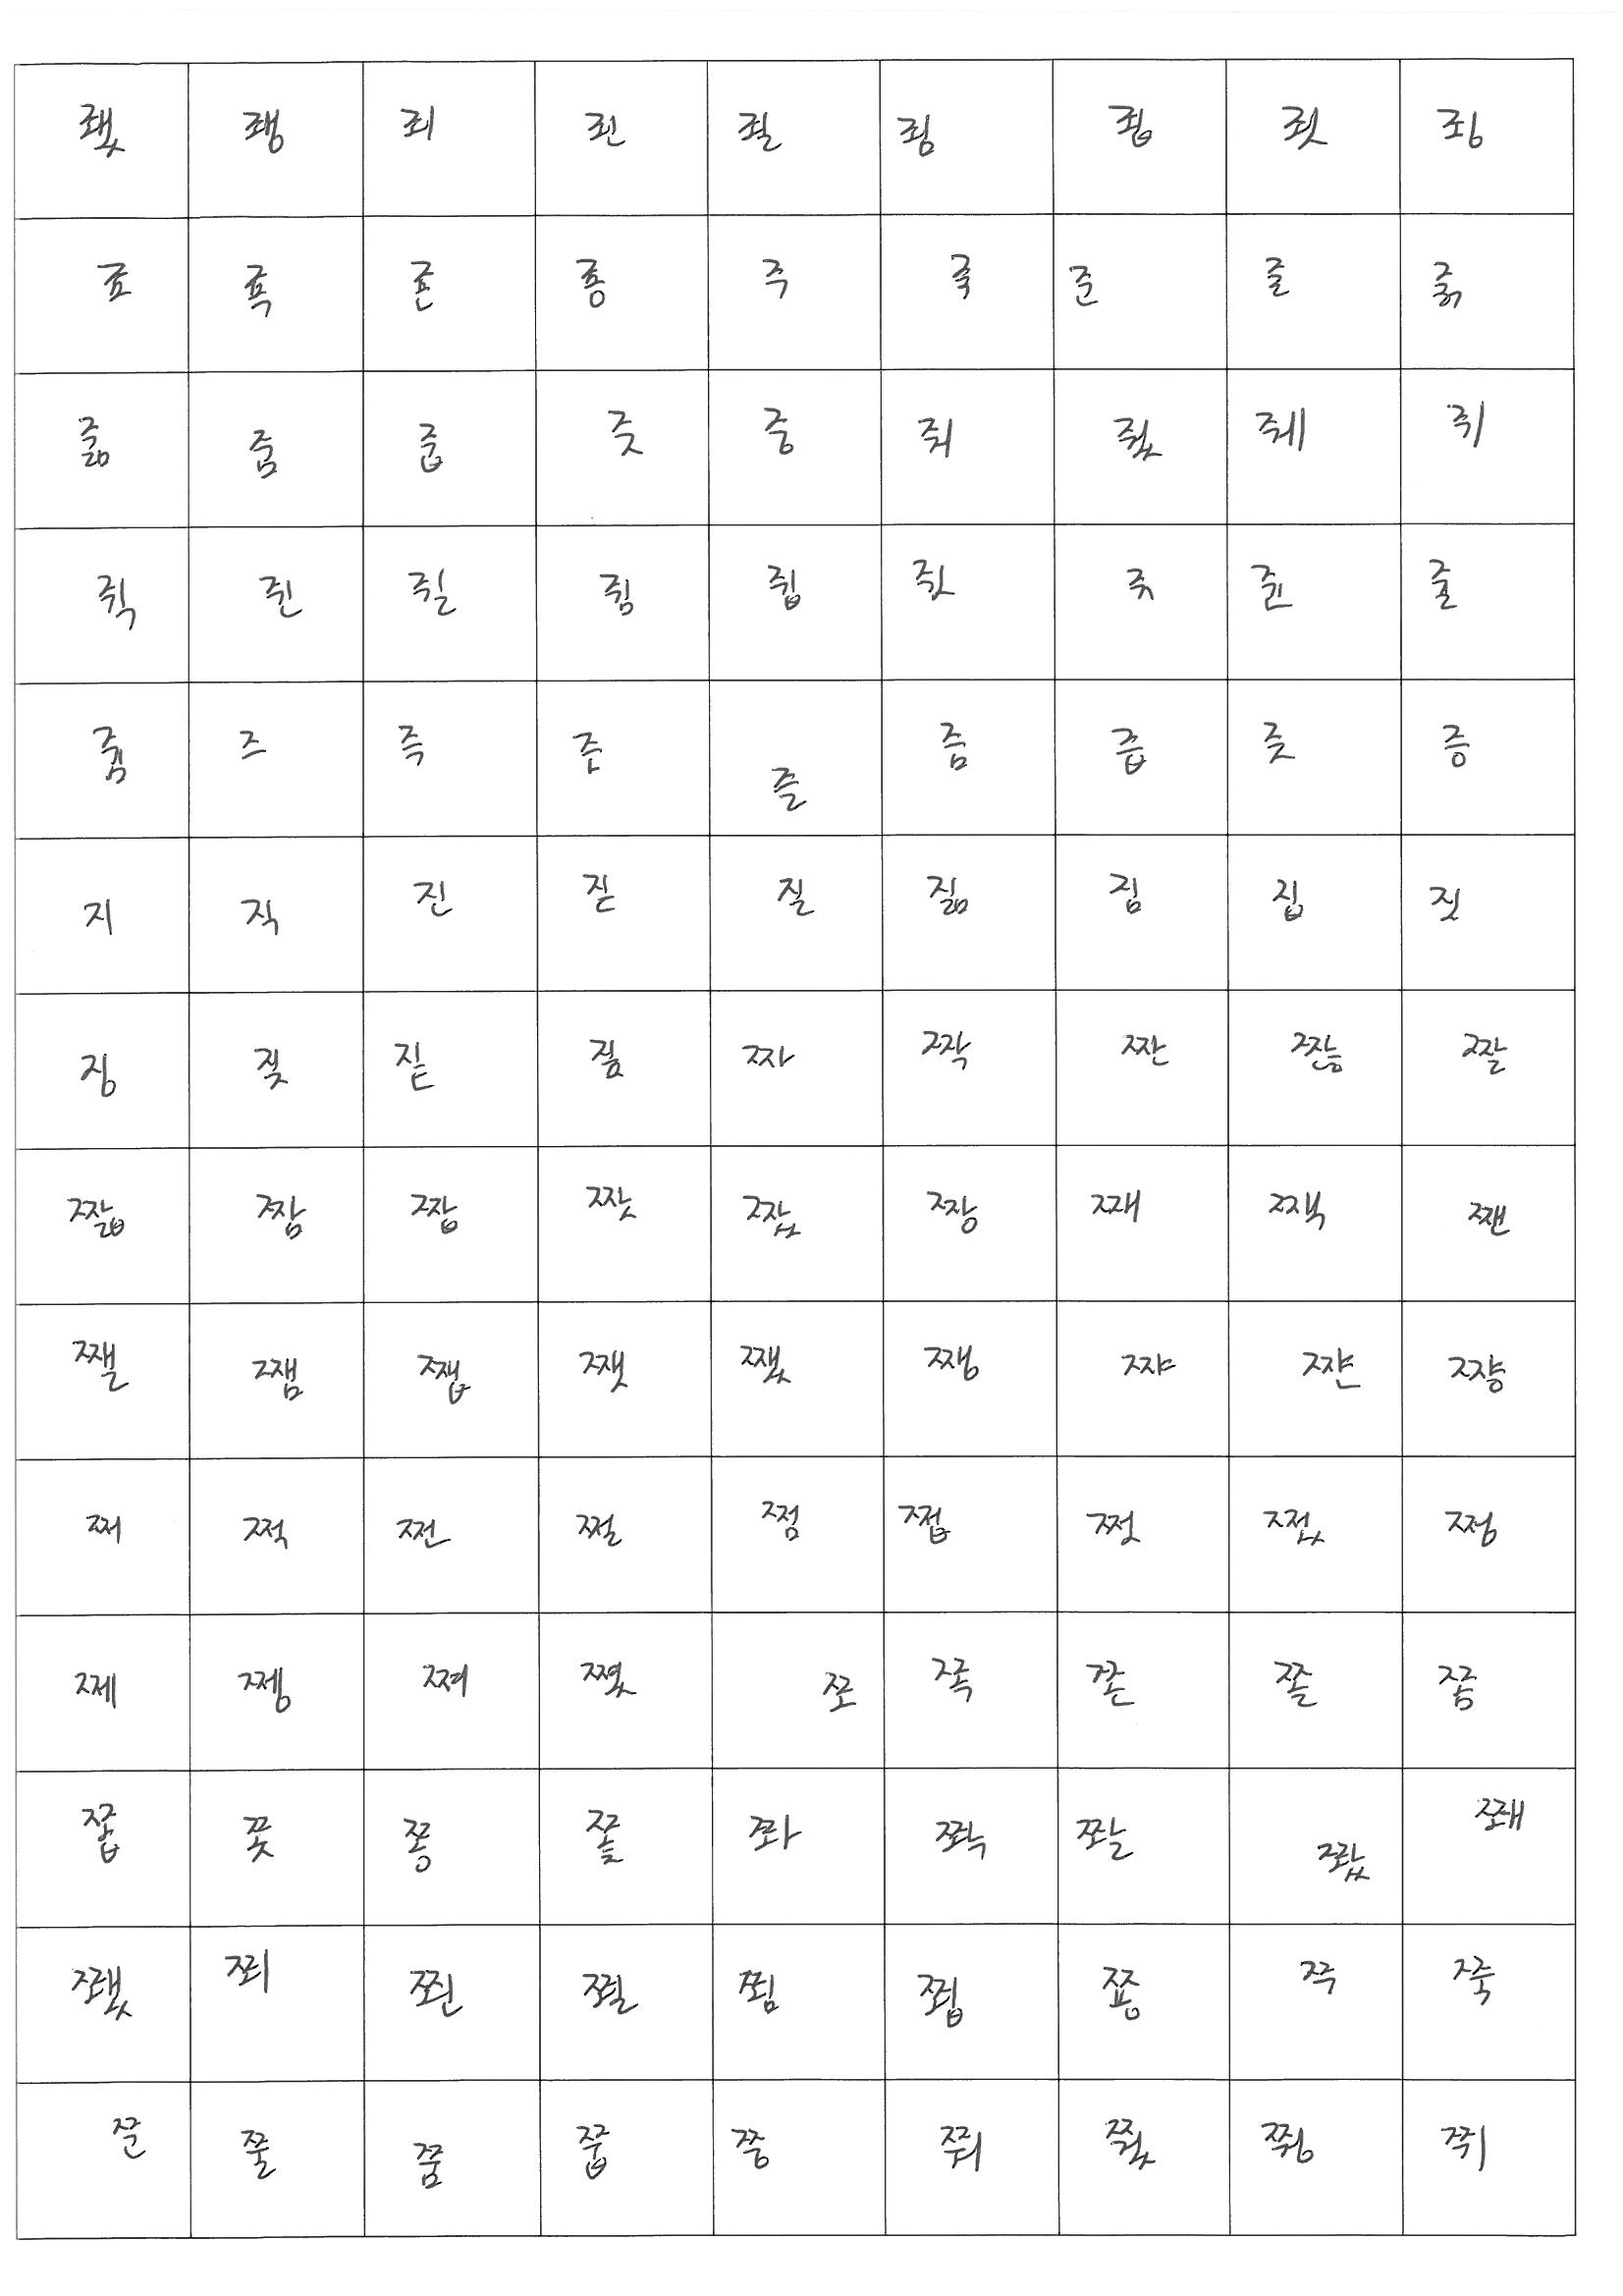 좼 좽 죄 죈 죌 죔 죕 죗 죙
죠 죡 죤 죵 주 죽 준 줄 줅
줆 줌 줍 줏 중 줘 줬 줴 쥐
쥑 쥔 쥘 쥠 쥡 쥣 쥬 쥰 쥴
쥼 즈 즉 즌 즐 즘 즙 즛 증
지 직 진 짇 질 짊 짐 집 짓
징 짖 짙 짚 짜 짝 짠 짢 짤
짧 짬 짭 짯 짰 짱 째 짹 짼
쨀 쨈 쨉 쨋 쨌 쨍 쨔 쨘 쨩
쩌 쩍 쩐 쩔 쩜 쩝 쩟 쩠 쩡
쩨 쩽 쪄 쪘 쪼 쪽 쫀 쫄 쫌
쫍 쫏 쫑 쫓 쫘 쫙 쫠 쫬 쫴
쬈 쬐 쬔 쬘 쬠 쬡 쭁 쭈 쭉
쭌 쭐 쭘 쭙 쭝 쭤 쭸 쭹 쮜